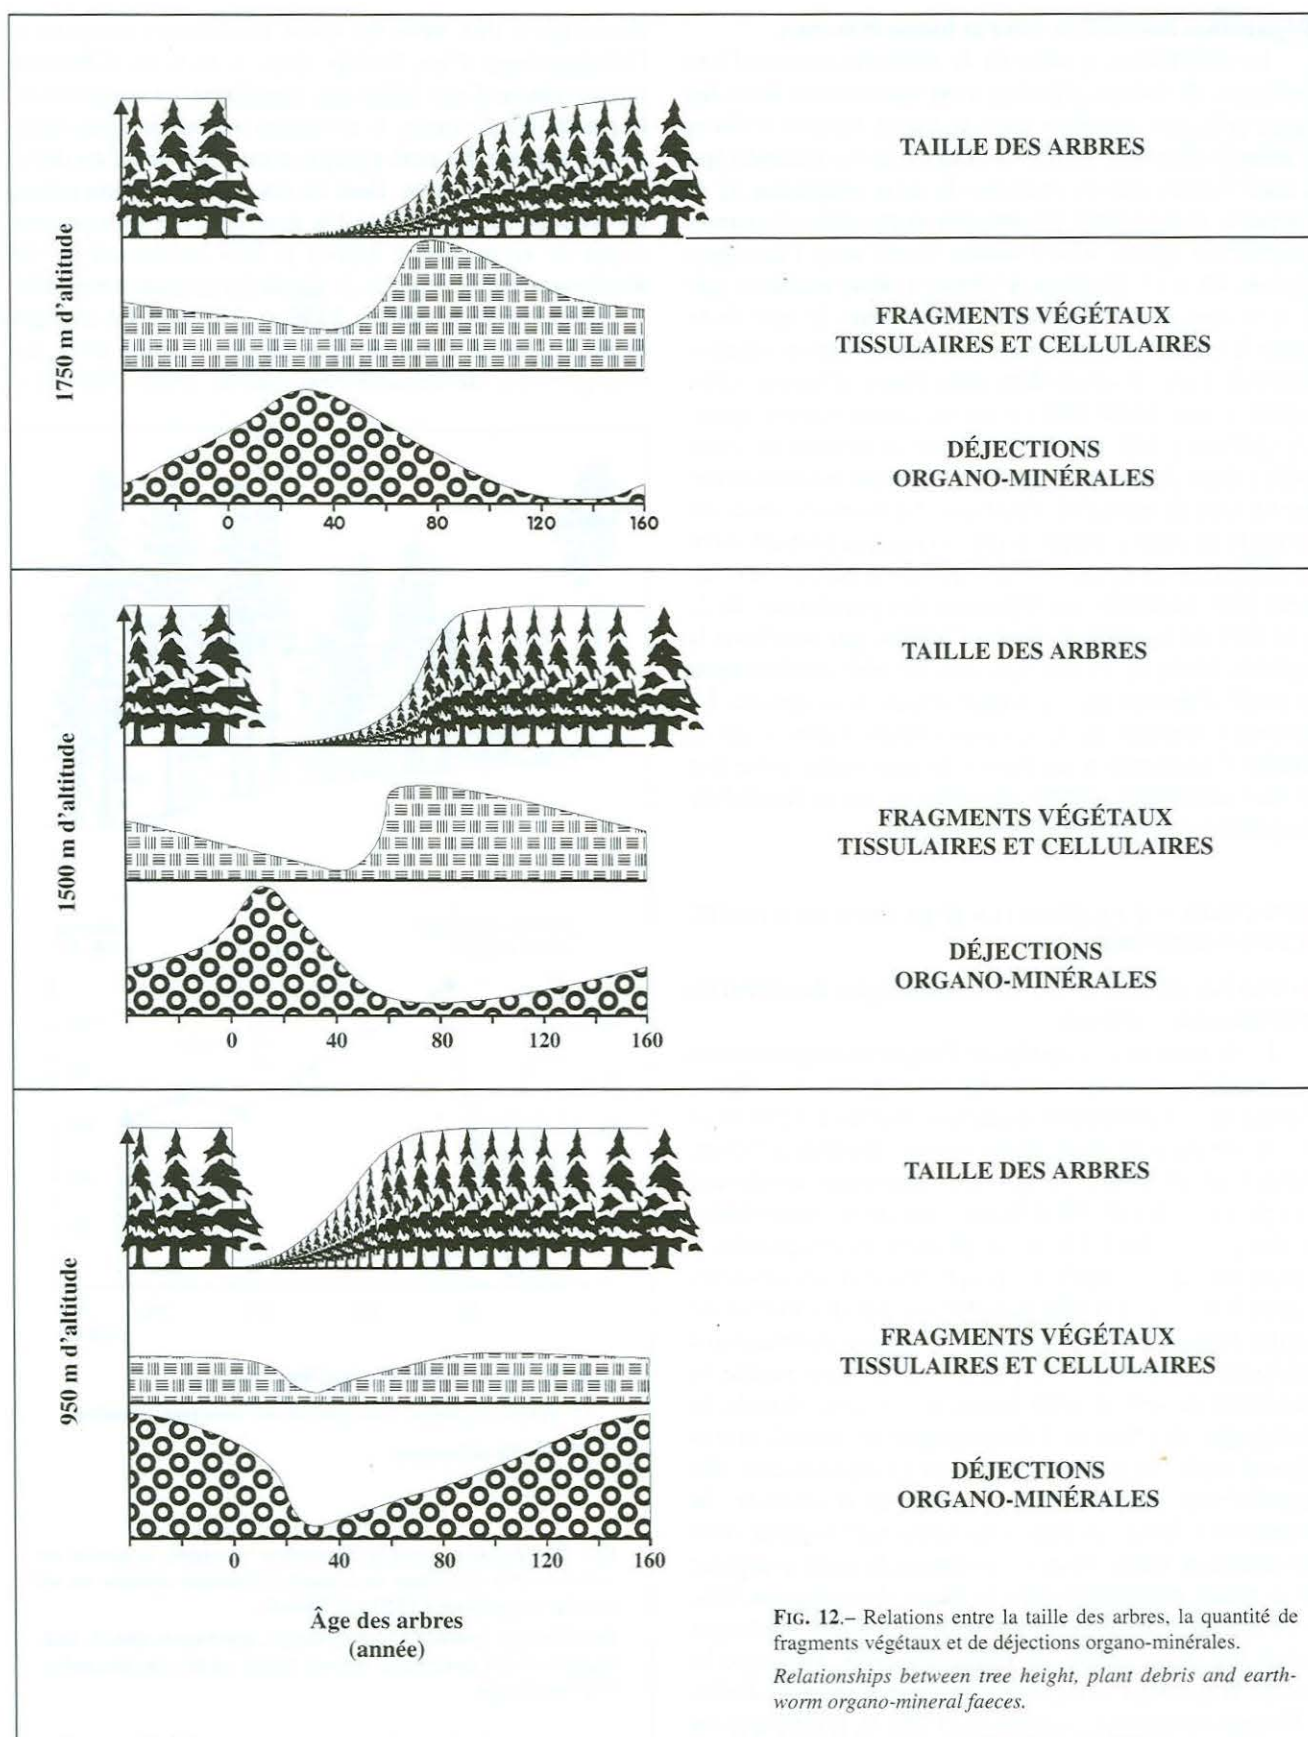 1750 m d'altitude
TAILLE DES ARBRES
FRAGMENTS VÉGÉTAUX
TISSULAIRES ET CELLULAIRES
DÉJECTIONS
ORGANO-MINÉRALES
0 40 80 120 160
1500 m d'altitude
TAILLE DES ARBRES
FRAGMENTS VÉGÉTAUX
TISSULAIRES ET CELLULAIRES
DÉJECTIONS
ORGANO-MINÉRALES
0 40 80 120 160
950 m d'altitude
TAILLE DES ARBRES
FRAGMENTS VÉGÉTAUX
TISSULAIRES ET CELLULAIRES
DÉJECTIONS
ORGANO-MINÉRALES
0 40 80 120 160
Âge des arbres
(année)
FIG. 12.– Relations entre la taille des arbres, la quantité de
fragments végétaux et de déjections organo-minérales.
Relationships between tree height, plant debris and earth-
worm organo-mineral faeces.